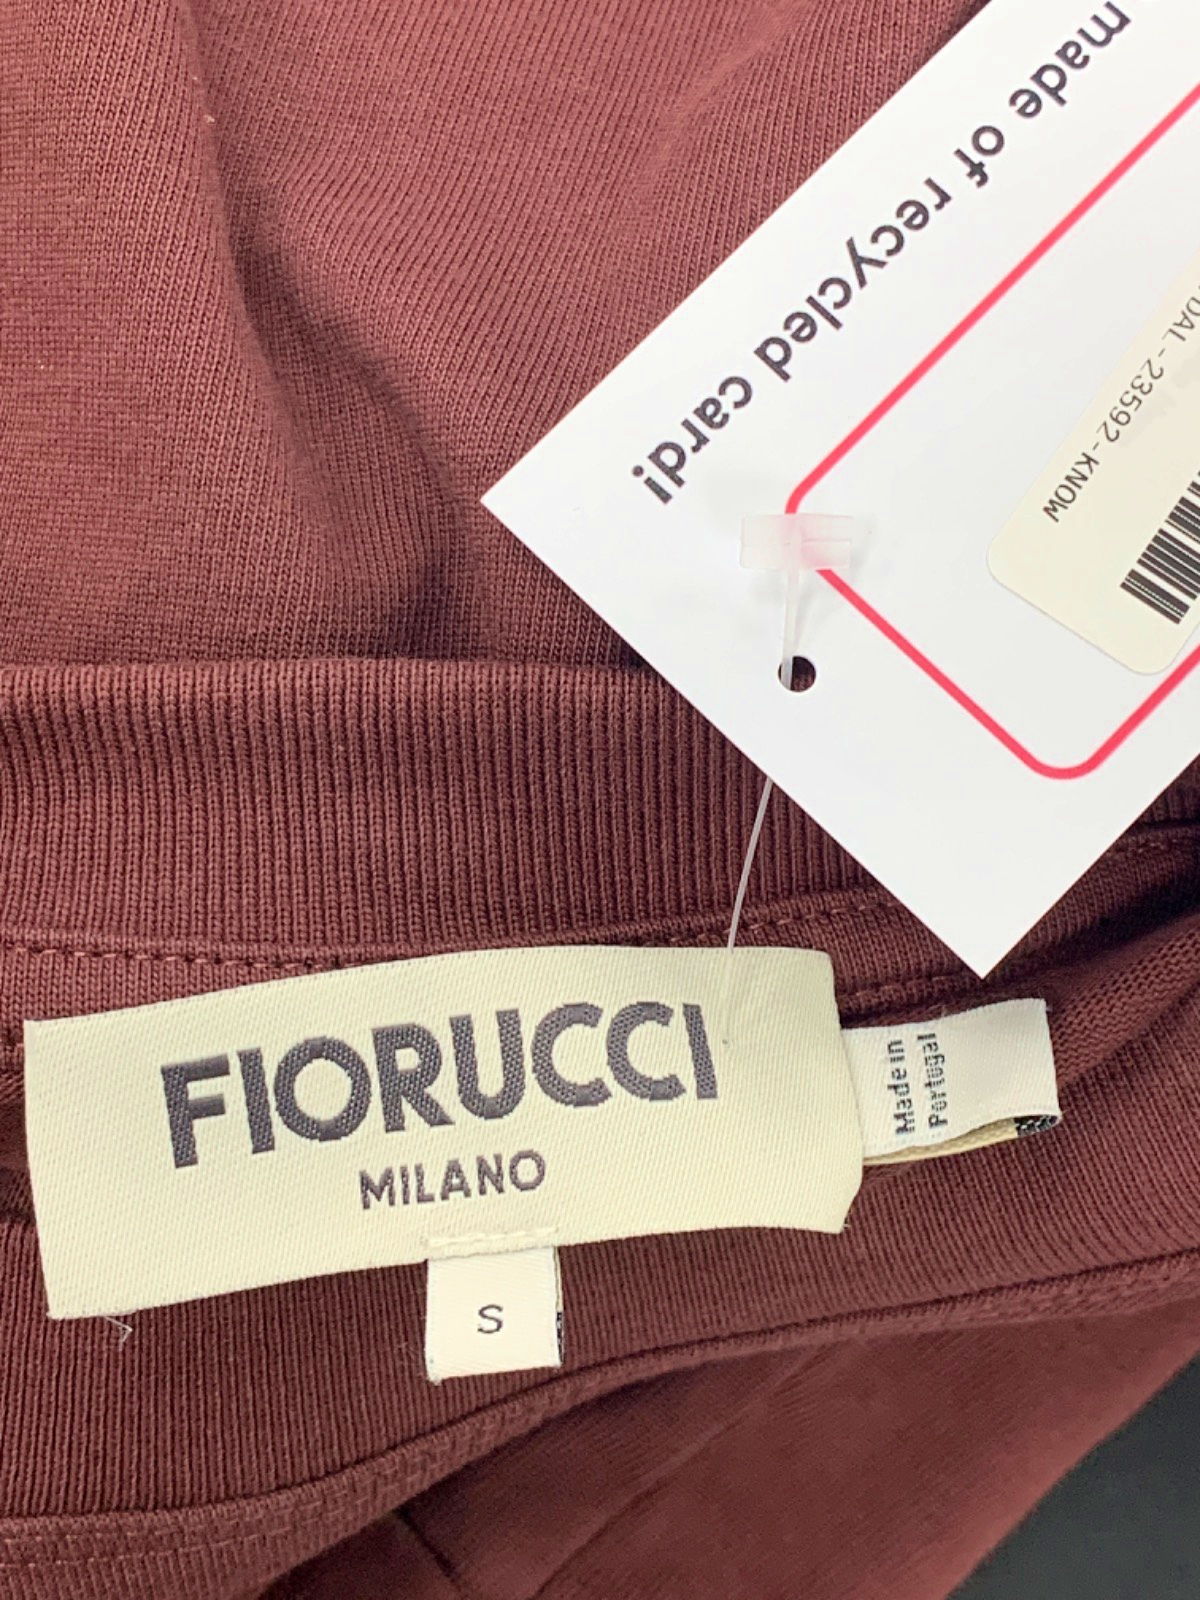 made of recycled card!
DAL-23592-KNOW
FIORUCCI
MILANO
S
Made in
Portugal